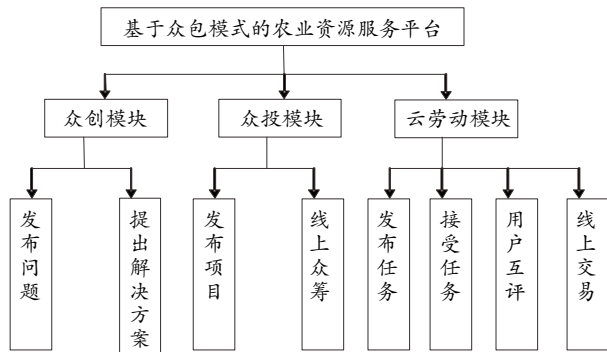 基于众包模式的农业资源服务平台
众创模块
众投模块
云劳动模块
发布问题
提出解决方案
发布项目
线上众筹
发布任务
接受任务
用户互评
线上交易